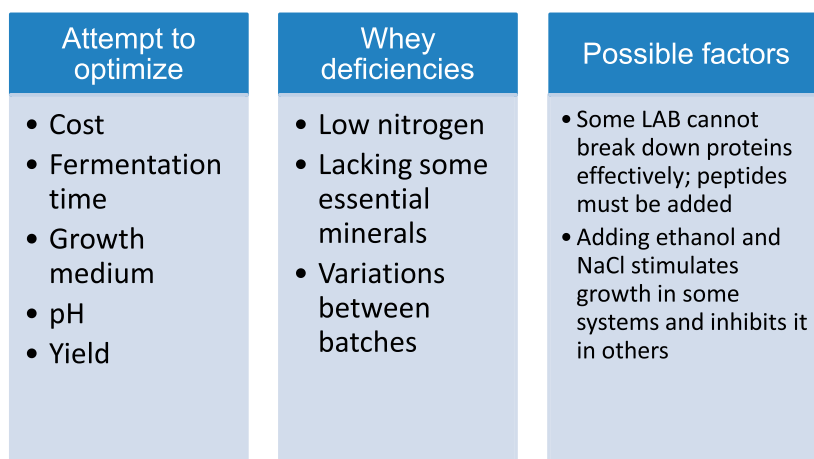 Attempt to
optimize
• Cost
• Fermentation
time
• Growth
medium
• pH
• Yield
Whey
deficiencies
• Low nitrogen
• Lacking some
essential
minerals
• Variations
between
batches
Possible factors
• Some LAB cannot
break down proteins
effectively; peptides
must be added
• Adding ethanol and
NaCl stimulates
growth in some
systems and inhibits it
in others